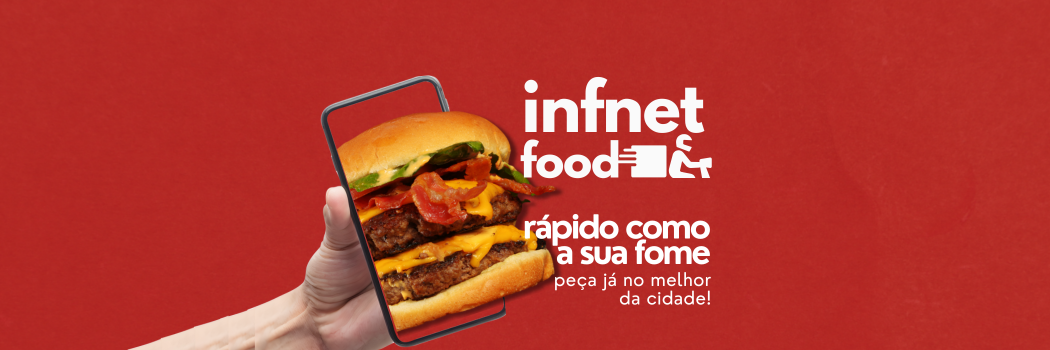 infnet
food
rápido como
a sua fome
peça já no melhor
da cidade!